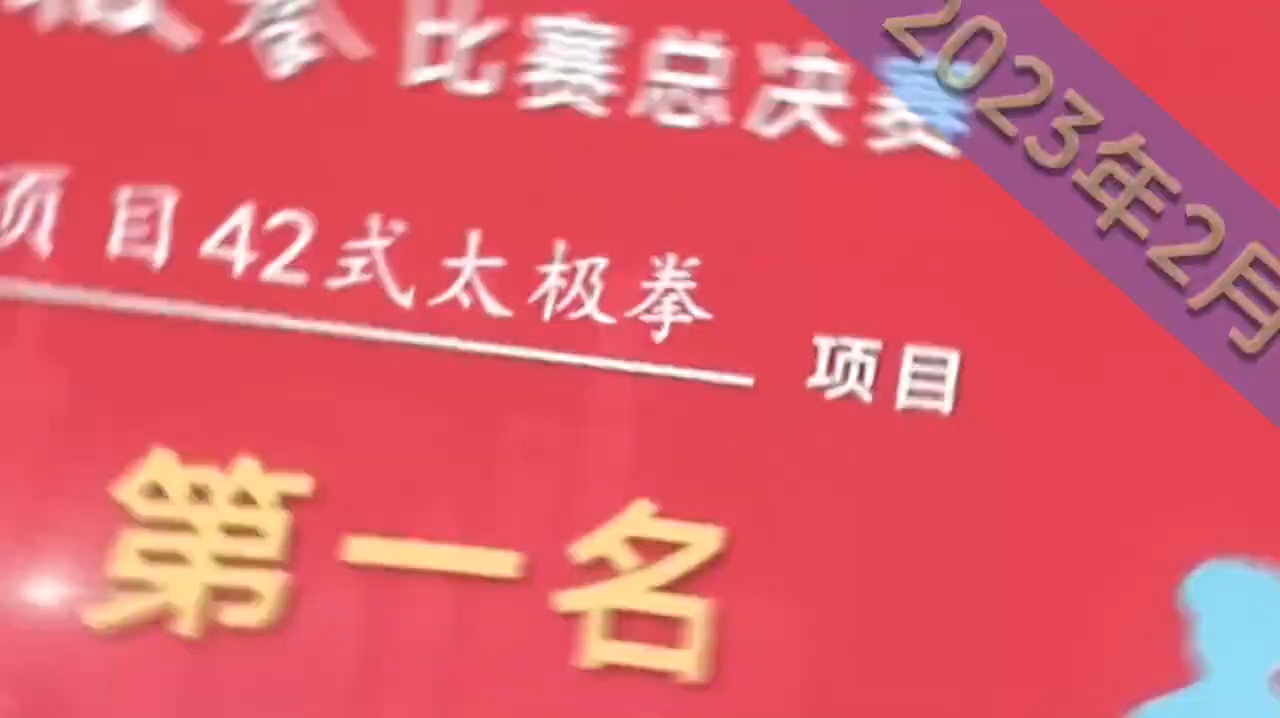 拳比赛总决赛
2023年2月
项目42式太极拳
项目
第一名